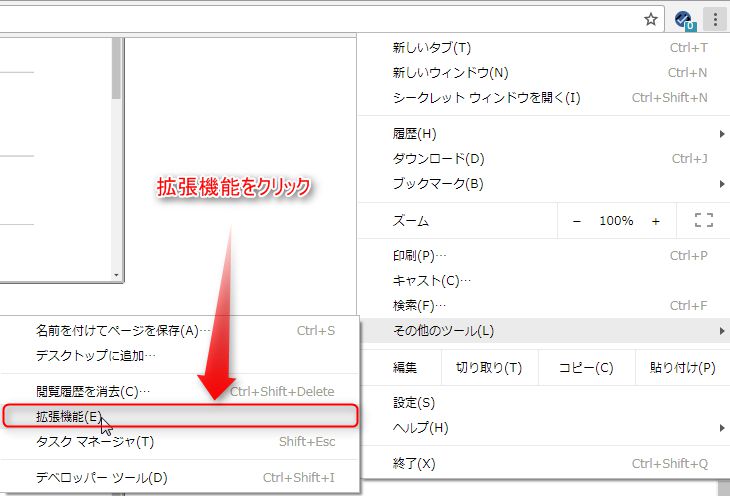 新しいタブ(T) Ctrl+T
新しいウィンドウ(N) Ctrl+N
シークレット ウィンドウを開く(I) Ctrl+Shift+N
履歴(H)
ダウンロード(D) Ctrl+J
ブックマーク(B)
ズーム − 100% +
印刷(P)… Ctrl+P
キャスト(C)…
検索(F)… Ctrl+F
その他のツール(L)
編集 切り取り(T) コピー(C) 貼り付け(P)
設定(S)
ヘルプ(H)
終了(X) Ctrl+Shift+Q
拡張機能をクリック
名前を付けてページを保存(A)… Ctrl+S
デスクトップに追加…
閲覧履歴を消去(C)… Ctrl+Shift+Delete
拡張機能(E)
タスク マネージャ(T) Shift+Esc
デベロッパー ツール(D) Ctrl+Shift+I